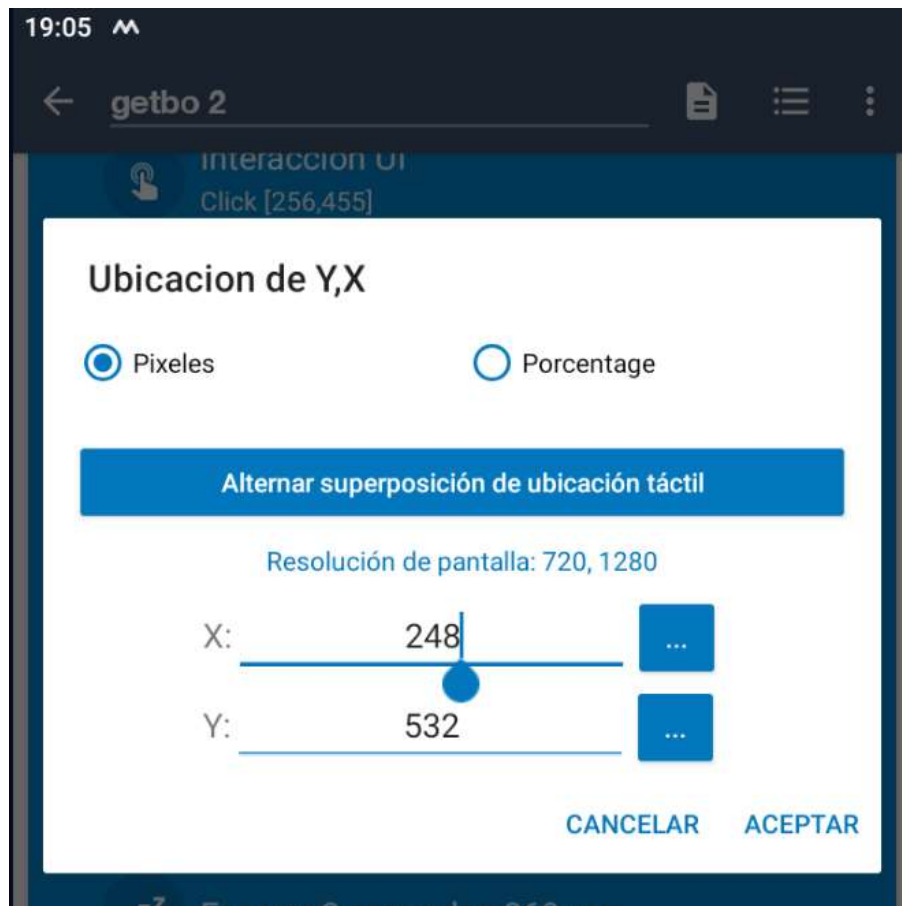 19:05
getbo 2
Interacción UI
Click [256,455]
Ubicacion de Y,X
Pixeles
Porcentage
Alternar superposición de ubicación táctil
Resolución de pantalla: 720, 1280
X: 248 ...
Y: 532 ...
CANCELAR ACEPTAR